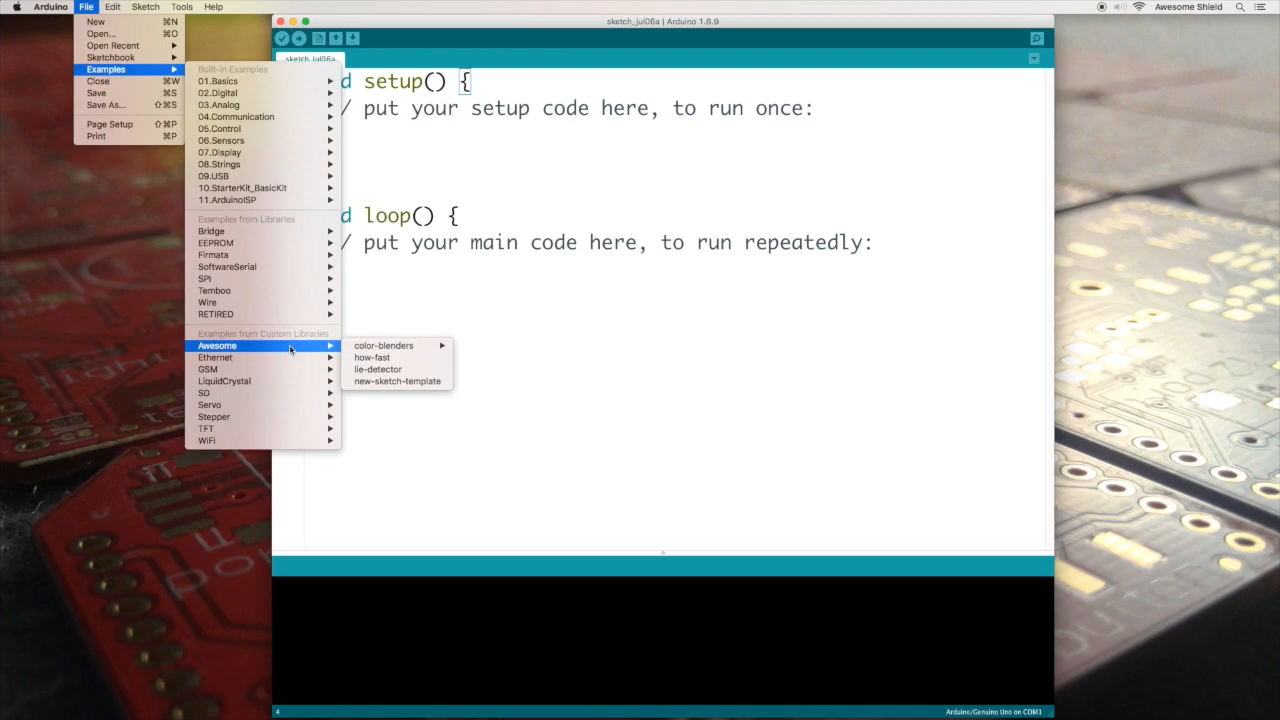 Arduino File Edit Sketch Tools Help
Awesome Shield
New ⌘N
Open... ⌘O
Open Recent
Sketchbook
Examples
Close ⌘W
Save ⌘S
Save As... ⇧⌘S
Page Setup ⇧⌘P
Print ⌘P
Built-in Examples
01.Basics
02.Digital
03.Analog
04.Communication
05.Control
06.Sensors
07.Display
08.Strings
09.USB
10.StarterKit_BasicKit
11.ArduinoISP
Examples from Libraries
Bridge
EEPROM
Firmata
SoftwareSerial
SPI
Temboo
Wire
RETIRED
Examples from Custom Libraries
Awesome
Ethernet
GSM
LiquidCrystal
SD
Servo
Stepper
TFT
WiFi
color-blenders
how-fast
lie-detector
new-sketch-template
sketch_jul06a | Arduino 1.6.9
sketch_jul06a
d setup() {
/ put your setup code here, to run once:
d loop() {
/ put your main code here, to run repeatedly:
4
Arduino/Genuino Uno on COM1